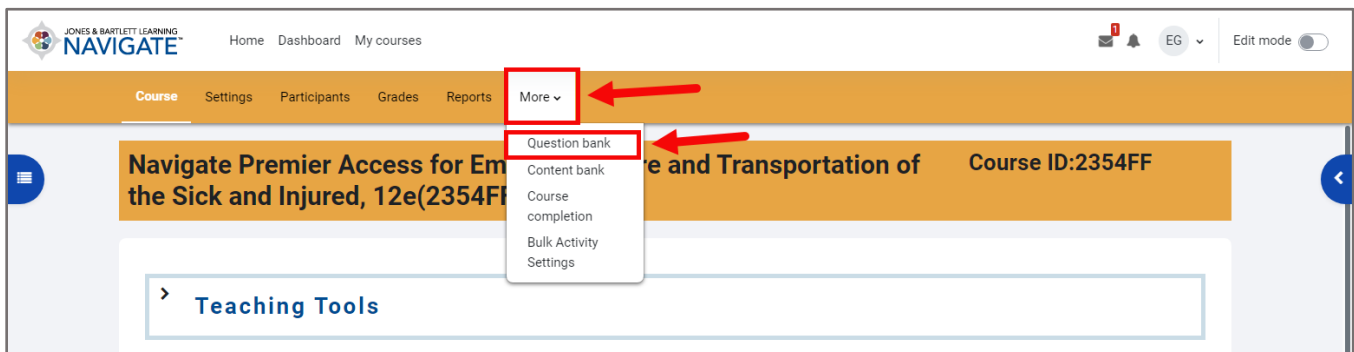 JONES & BARTLETT LEARNING
NAVIGATE™
Home Dashboard My courses
1
EG
Edit mode
Course Settings Participants Grades Reports More
Question bank
Content bank
Course
completion
Bulk Activity
Settings
Navigate Premier Access for Em re and Transportation of
the Sick and Injured, 12e(2354F
Course ID:2354FF
Teaching Tools